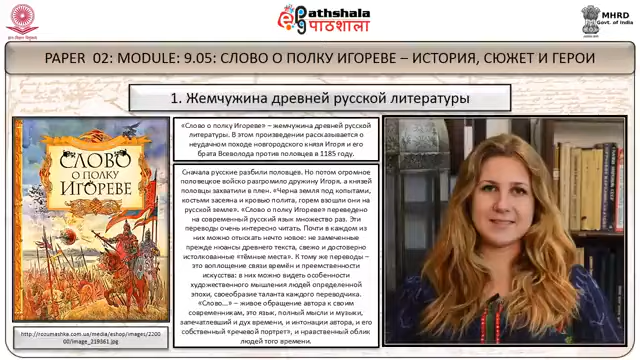 ePathshala
पाठशाला
MHRD
Govt. of India
PAPER 02: MODULE: 9.05: СЛОВО О ПОЛКУ ИГОРЕВЕ – ИСТОРИЯ, СЮЖЕТ И ГЕРОИ
1. Жемчужина древней русской литературы
СЛОВО
О ПОЛКУ
ИГОРЕВЕ
«Слово о полку Игореве» – жемчужина древней русской
литературы. В этом произведении рассказывается о
неудачном походе новгородского князя Игоря и его
брата Всеволода против половцев в 1185 году.
Сначала русские разбили половцев. Но потом огромное
половецкое войско разгромило дружину Игоря, а князей
половцы захватили в плен. «Черна земля под копытами,
костьми засеяна и кровью полита, горем взошли они на
русской земле». «Слово о полку Игореве» переведено
на современный русский язык множество раз. Эти
переводы очень интересно читать. Почти в каждом из
них можно отыскать нечто новое: не замеченные
прежде нюансы древнего текста, свежо и достоверно
истолкованные «тёмные места». К тому же переводы –
это воплощение связи времён и преемственности
искусства: в них можно видеть особенности
художественного мышления людей определенной
эпохи, своеобразие таланта каждого переводчика.
«Слово…» – живое обращение автора к своим
современникам, это язык, полный мысли и музыки,
запечатлевший и дух времени, и интонации автора, и его
собственный «речевой портрет», и нравственный облик
людей того времени.
http://rozumashka.com.ua/media/eshop/images/2200
00/image_219361.jpg